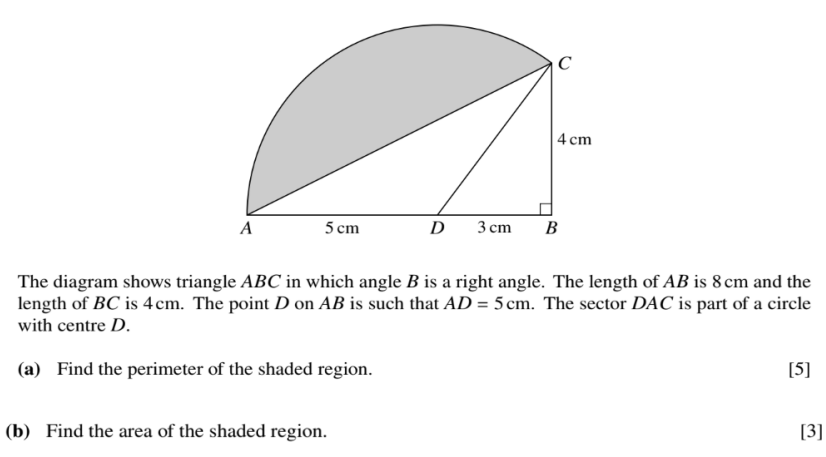 C
4 cm
A 5 cm D 3 cm B
The diagram shows triangle ABC in which angle B is a right angle. The length of AB is 8 cm and the
length of BC is 4 cm. The point D on AB is such that AD = 5 cm. The sector DAC is part of a circle
with centre D.
(a) Find the perimeter of the shaded region. [5]
(b) Find the area of the shaded region. [3]